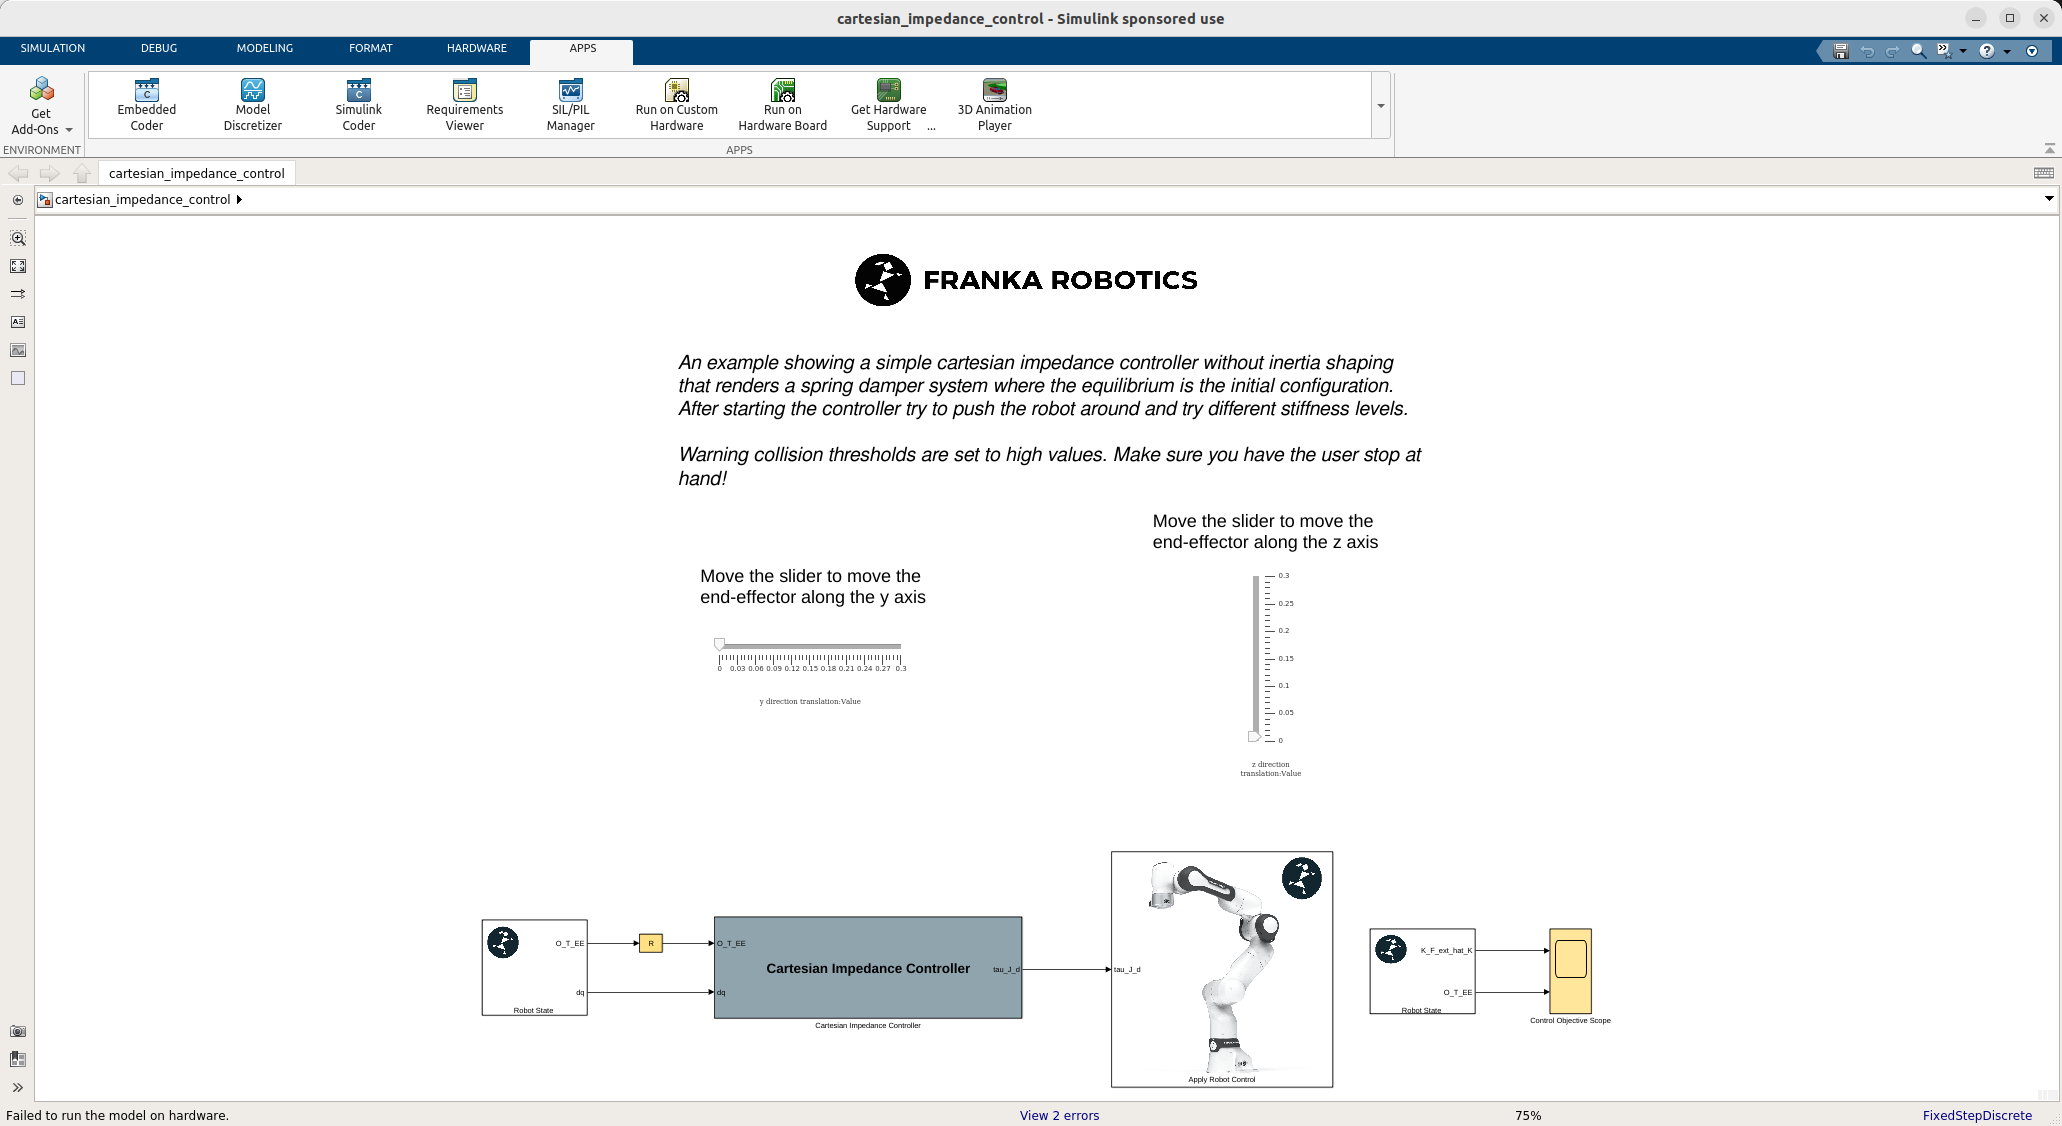 cartesian_impedance_control - Simulink sponsored use
SIMULATION DEBUG MODELING FORMAT HARDWARE APPS
Get
Add-Ons
Embedded
Coder
Model
Discretizer
Simulink
Coder
Requirements
Viewer
SIL/PIL
Manager
Run on Custom
Hardware
Run on
Hardware Board
Get Hardware
Support ...
3D Animation
Player
ENVIRONMENT
APPS
cartesian_impedance_control
cartesian_impedance_control
FRANKA ROBOTICS
An example showing a simple cartesian impedance controller without inertia shaping
that renders a spring damper system where the equilibrium is the initial configuration.
After starting the controller try to push the robot around and try different stiffness levels.
Warning collision thresholds are set to high values. Make sure you have the user stop at
hand!
Move the slider to move the
end-effector along the z axis
Move the slider to move the
end-effector along the y axis
0.3
0.25
0.2
0.15
0.1
0.05
0
0 0.03 0.06 0.09 0.12 0.15 0.18 0.21 0.24 0.27 0.3
y direction translation:Value
z direction
translation:Value
O_T_EE
dq
Robot State
R
O_T_EE
dq
Cartesian Impedance Controller
tau_J_d
Cartesian Impedance Controller
tau_J_d
Apply Robot Control
K_F_ext_hat_K
O_T_EE
Robot State
Control Objective Scope
Failed to run the model on hardware.
View 2 errors
75%
FixedStepDiscrete